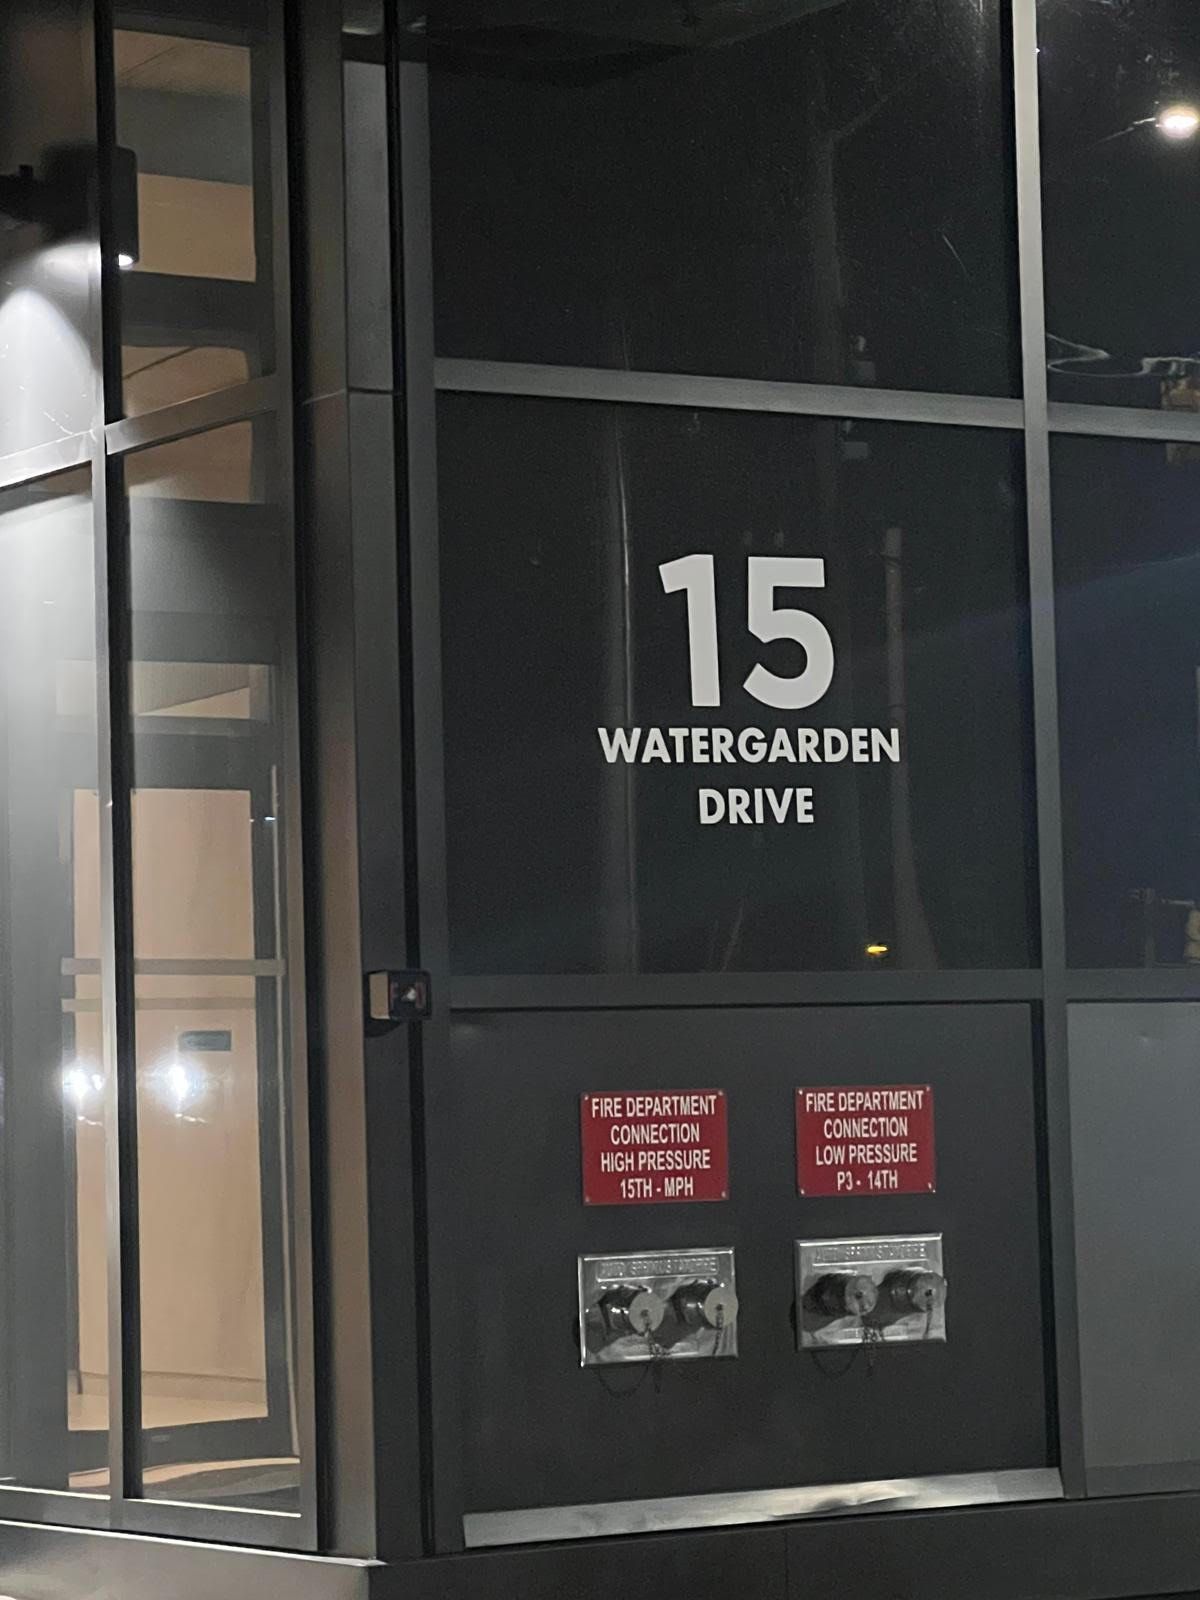 15
WATERGARDEN
DRIVE
FIRE DEPARTMENT
CONNECTION
HIGH PRESSURE
15TH - MPH
FIRE DEPARTMENT
CONNECTION
LOW PRESSURE
P3 - 14TH